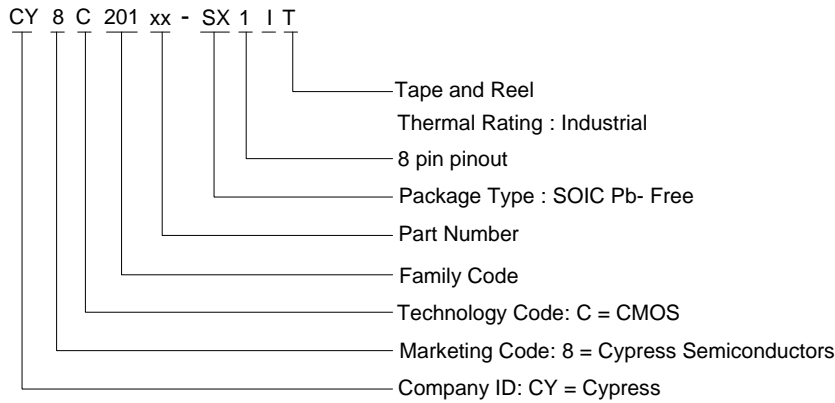 CY 8 C 201 xx - SX 1 I T
Tape and Reel
Thermal Rating : Industrial
8 pin pinout
Package Type : SOIC Pb- Free
Part Number
Family Code
Technology Code: C = CMOS
Marketing Code: 8 = Cypress Semiconductors
Company ID: CY = Cypress